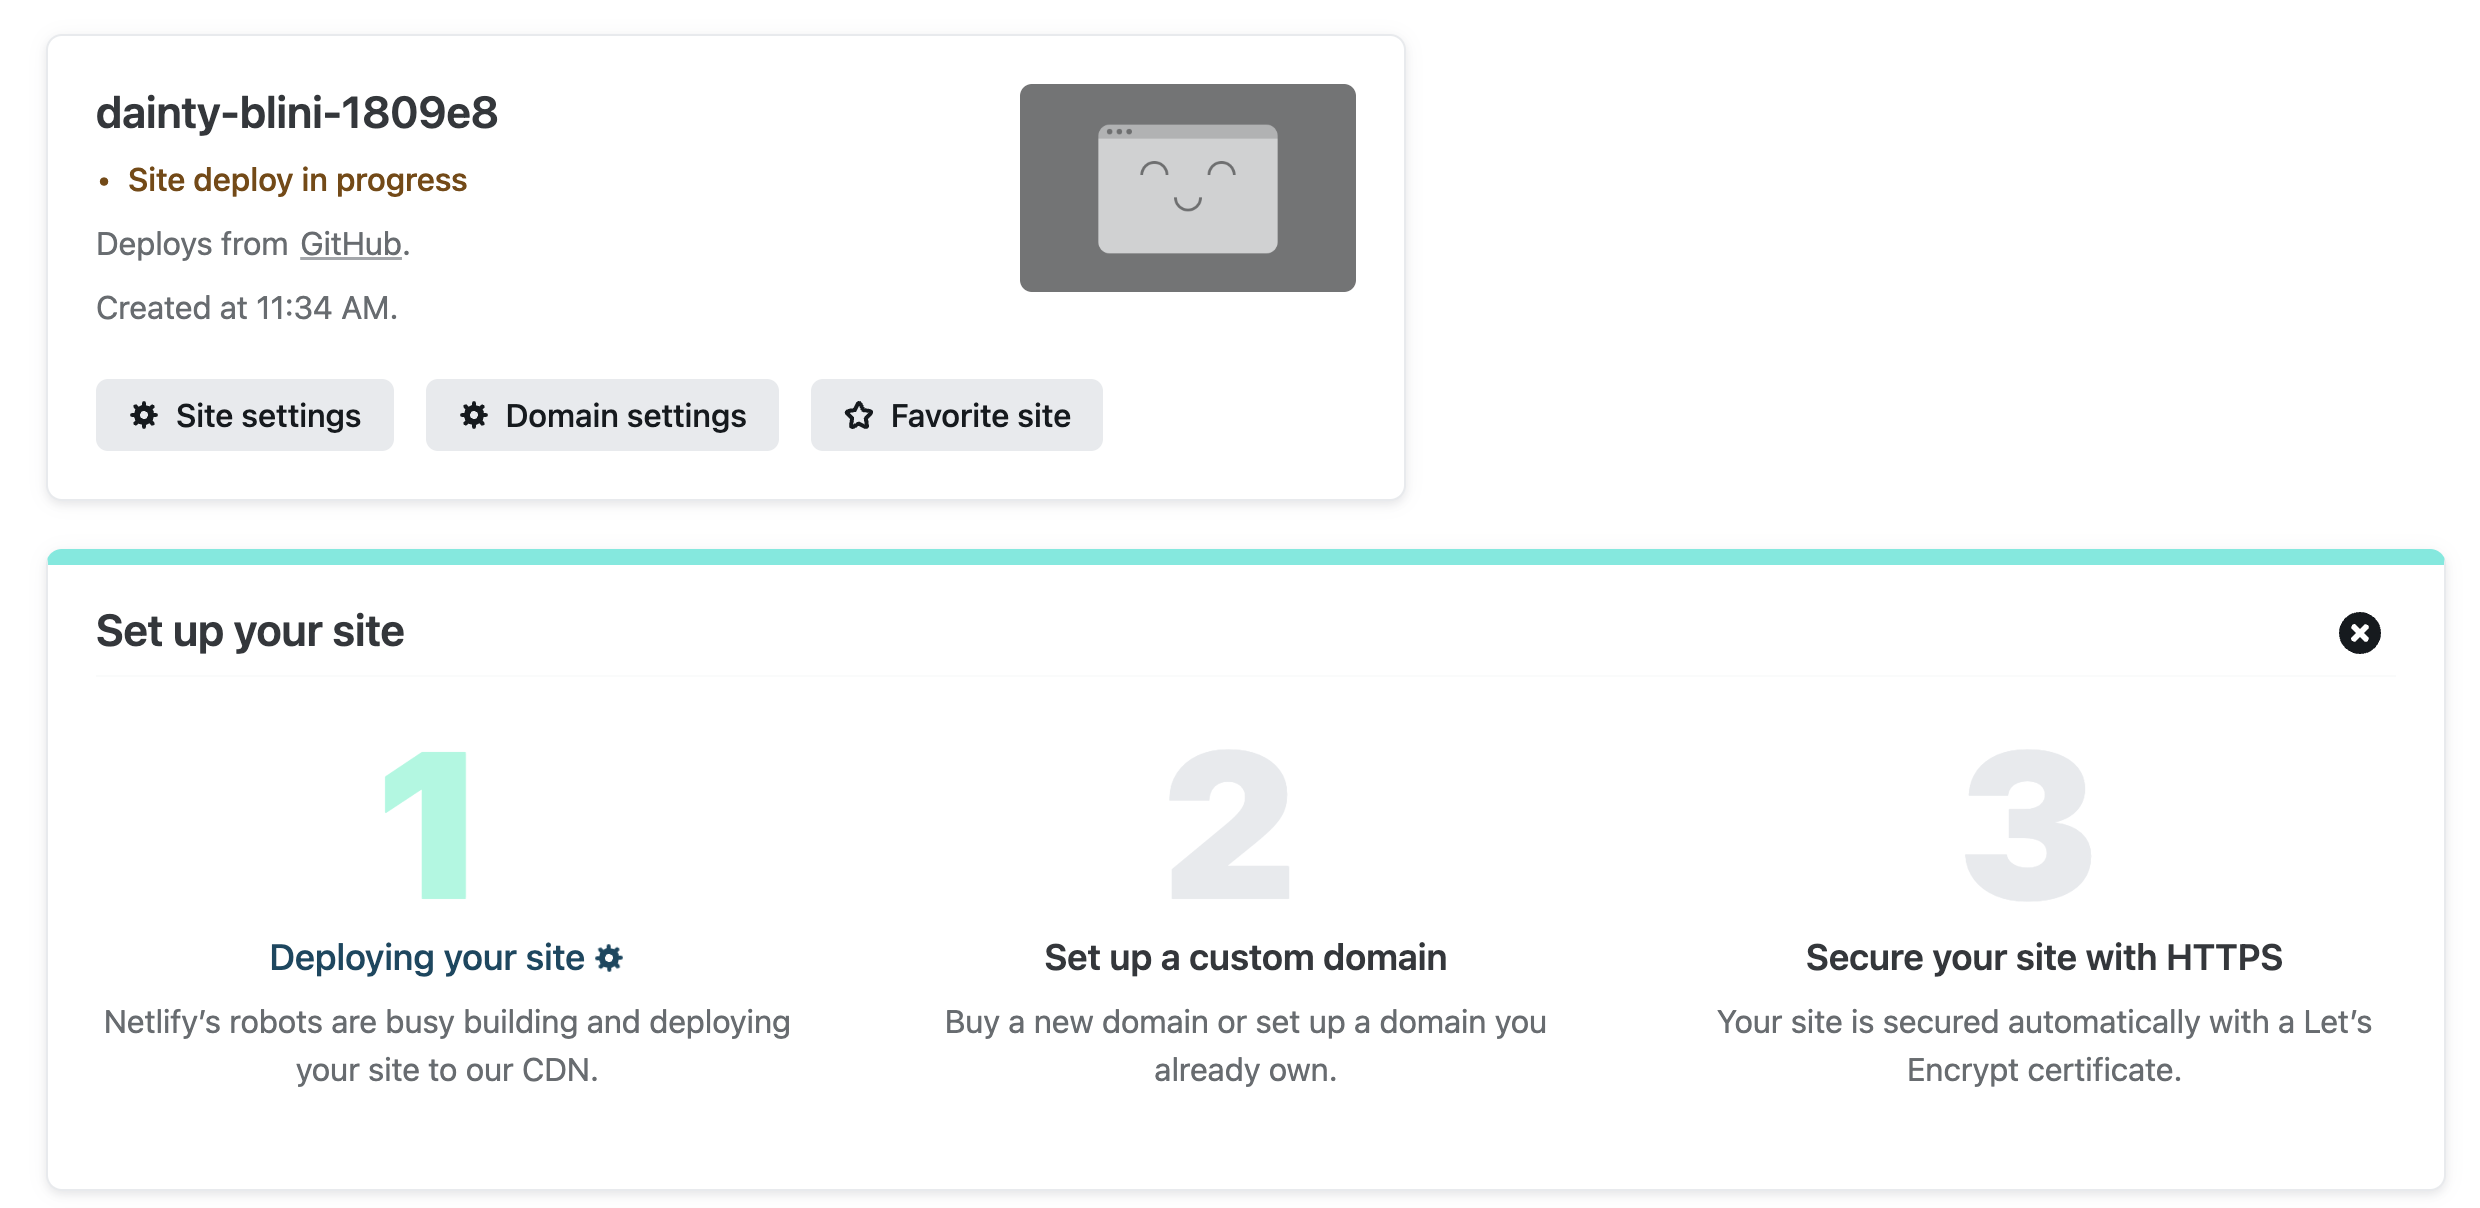 dainty-blini-1809e8
• Site deploy in progress
Deploys from GitHub.
Created at 11:34 AM.
Site settings
Domain settings
Favorite site
Set up your site
1
Deploying your site
Netlify’s robots are busy building and deploying
your site to our CDN.
2
Set up a custom domain
Buy a new domain or set up a domain you
already own.
3
Secure your site with HTTPS
Your site is secured automatically with a Let’s
Encrypt certificate.